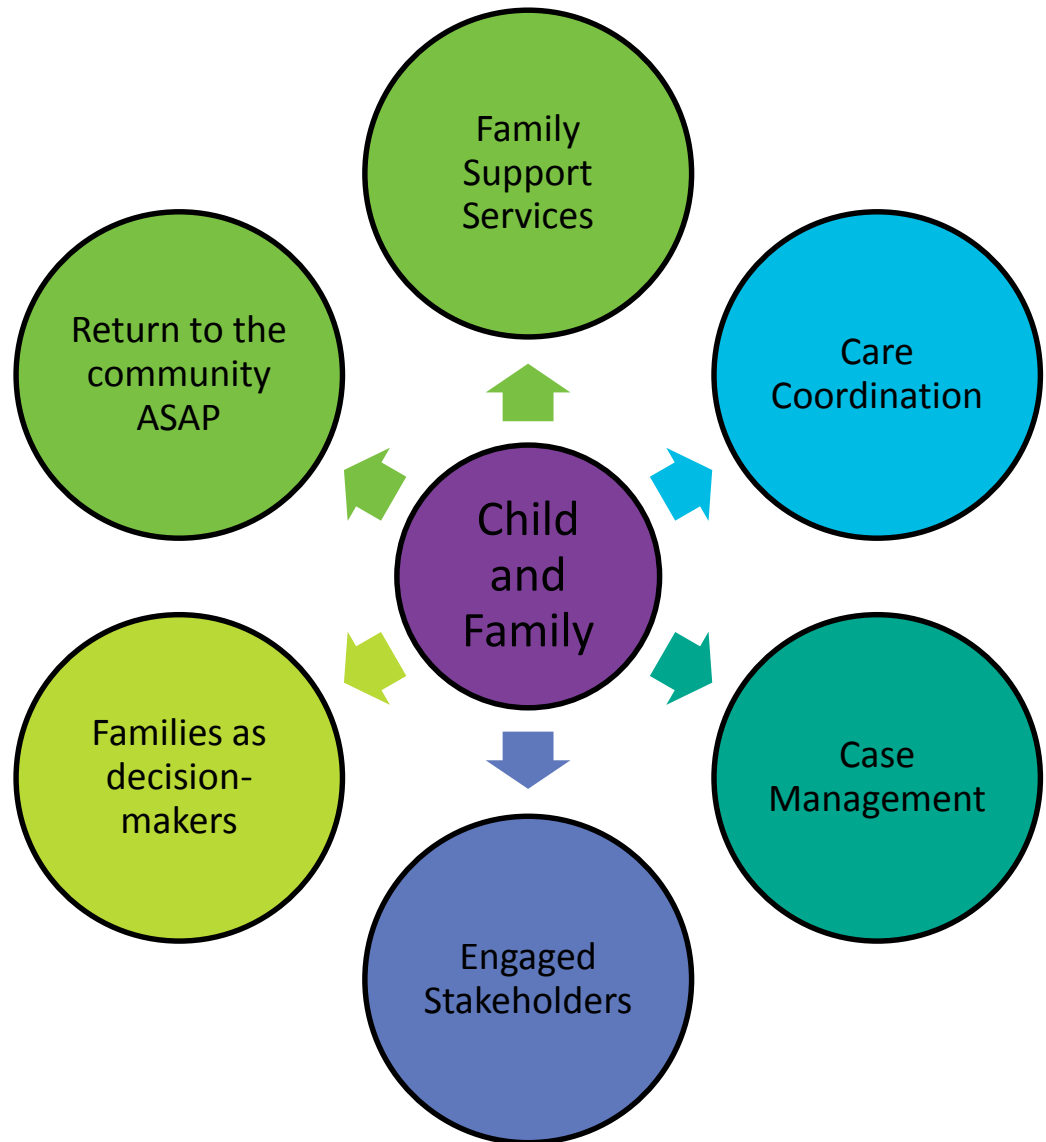 Family
Support
Services
Return to the
community
ASAP
Care
Coordination
Child
and
Family
Families as
decision-
makers
Case
Management
Engaged
Stakeholders